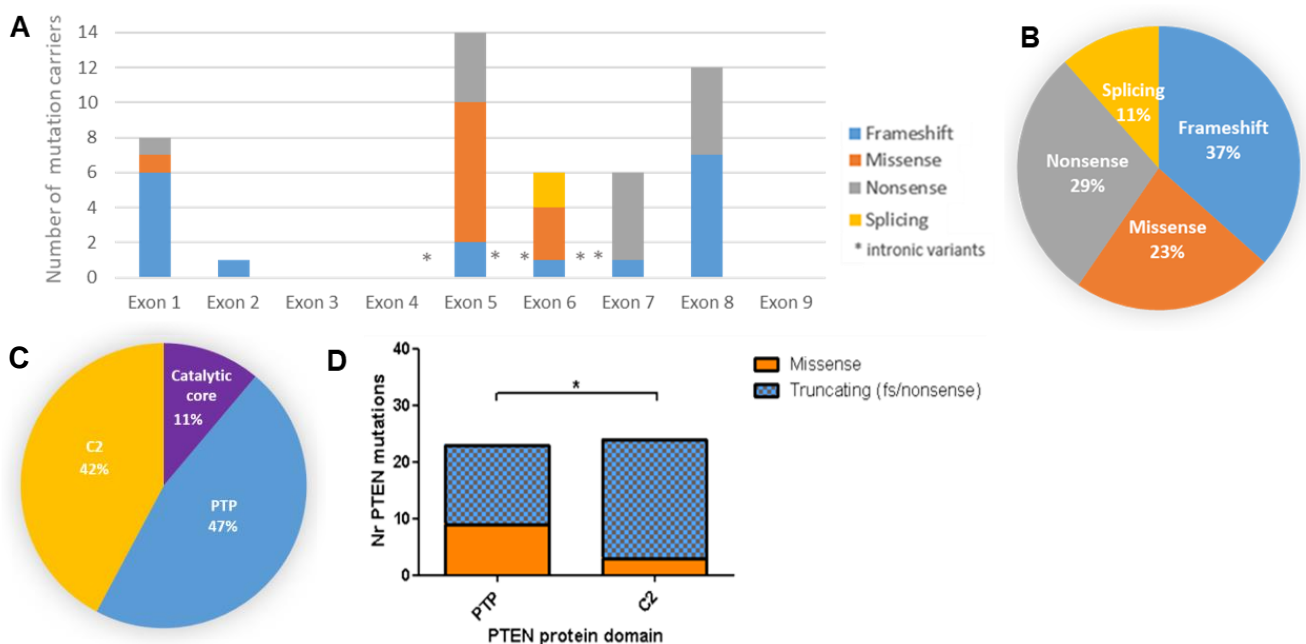 A
Number of mutation carriers
14
12
10
8
6
4
2
0
* * * * *
Exon 1 Exon 2 Exon 3 Exon 4 Exon 5 Exon 6 Exon 7 Exon 8 Exon 9
Frameshift
Missense
Nonsense
Splicing
* intronic variants
B
Splicing
11%
Frameshift
37%
Nonsense
29%
Missense
23%
C
Catalytic
core
11%
C2
42%
PTP
47%
D
Nr PTEN mutations
40
30
20
10
0
*
PTP C2
PTEN protein domain
Missense
Truncating (fs/nonsense)